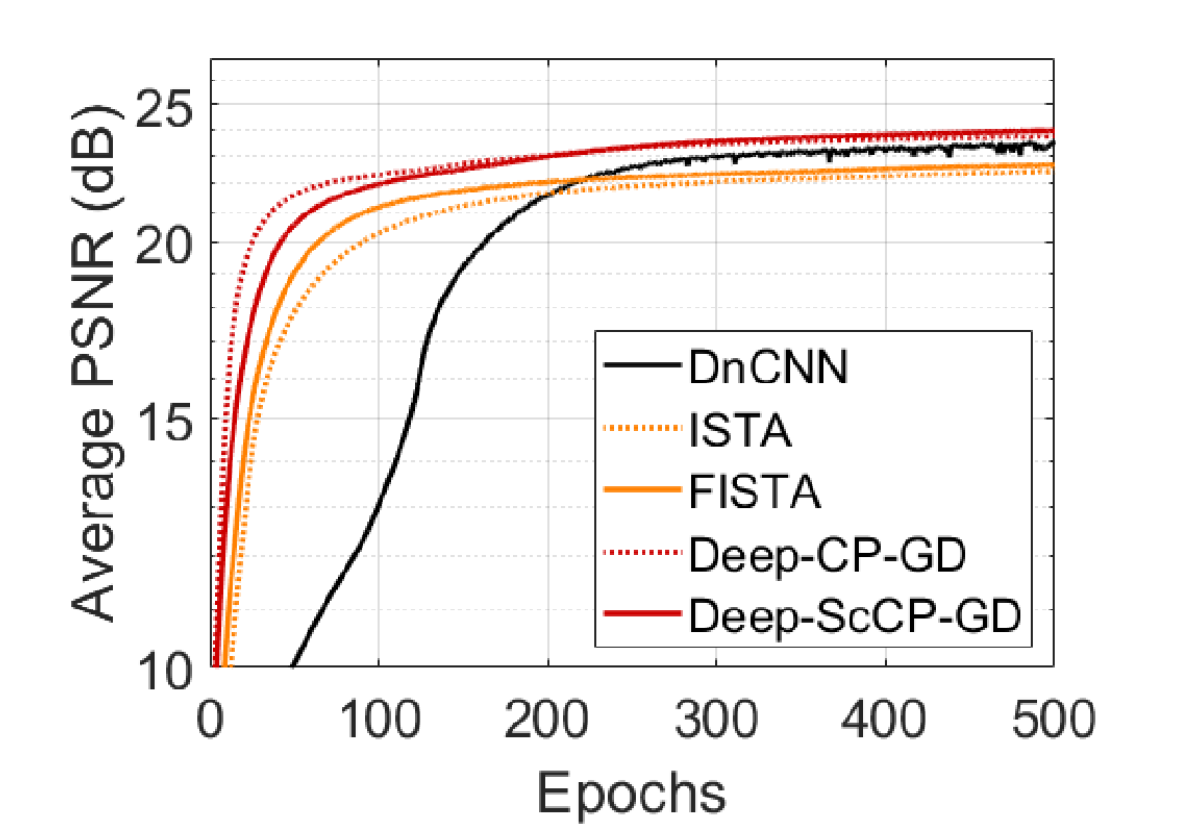 Average PSNR (dB)
25
20
15
10
DnCNN
ISTA
FISTA
Deep-CP-GD
Deep-ScCP-GD
0 100 200 300 400 500
Epochs